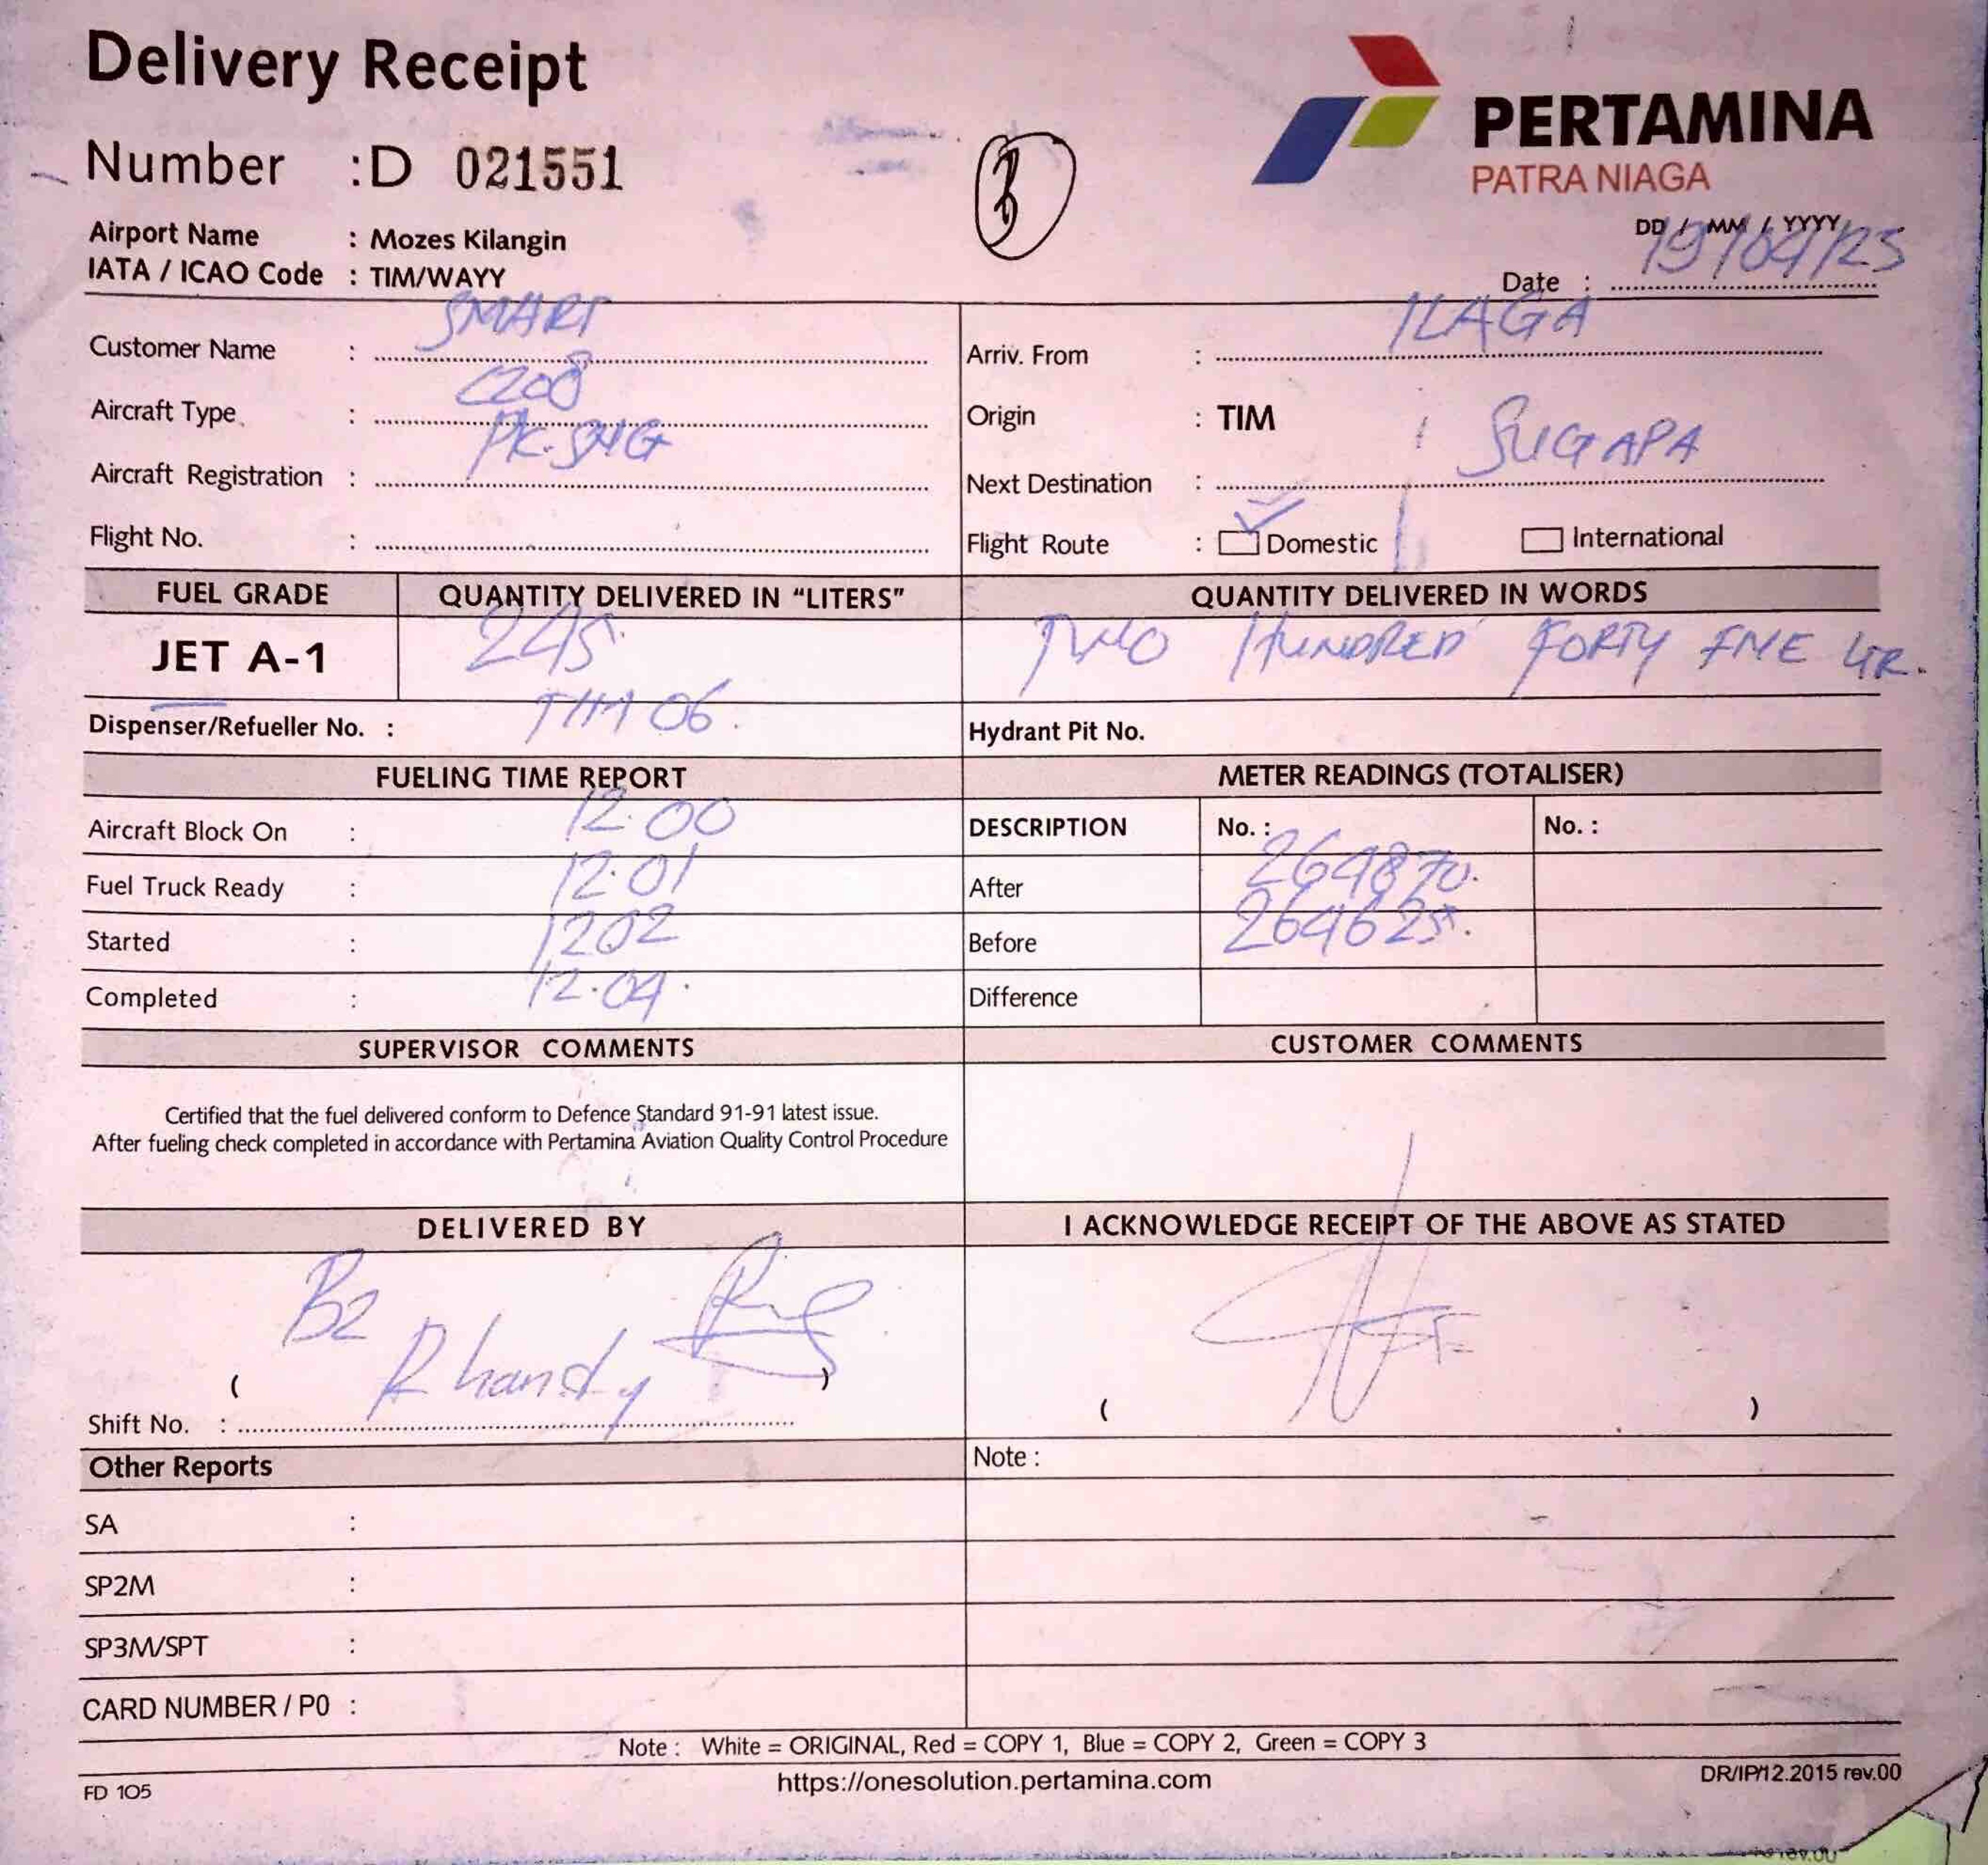 Delivery Receipt
PERTAMINA
PATRA NIAGA
Number :D 021551
3
Airport Name : Mozes Kilangin
IATA / ICAO Code : TIM/WAYY
DD / MM / YYYY
Date : 19/04/25
Customer Name : SMART
Arriv. From : ILAGA
Aircraft Type : C208
Origin : TIM
Aircraft Registration :
Next Destination : SUGAPA
Flight No. :
Flight Route : Domestic International
FUEL GRADE QUANTITY DELIVERED IN "LITERS" QUANTITY DELIVERED IN WORDS
JET A-1 245 TWO HUNDRED FORTY FIVE LTR.
Dispenser/Refueller No. : TIM 06.
Hydrant Pit No.
FUELING TIME REPORT METER READINGS (TOTALISER)
Aircraft Block On : 12.00 DESCRIPTION No. : No. :
Fuel Truck Ready : 12.01 After 264870.
Started : 1202 Before 264625.
Completed : 12.04. Difference
SUPERVISOR COMMENTS CUSTOMER COMMENTS
Certified that the fuel delivered conform to Defence Standard 91-91 latest issue.
After fueling check completed in accordance with Pertamina Aviation Quality Control Procedure
DELIVERED BY I ACKNOWLEDGE RECEIPT OF THE ABOVE AS STATED
B2
( Rhandy ) ( )
Shift No. :
Other Reports Note :
SA :
SP2M :
SP3M/SPT :
CARD NUMBER / PO :
Note : White = ORIGINAL, Red = COPY 1, Blue = COPY 2, Green = COPY 3
FD 105 https://onesolution.pertamina.com DR/IP/12.2015 rev.00